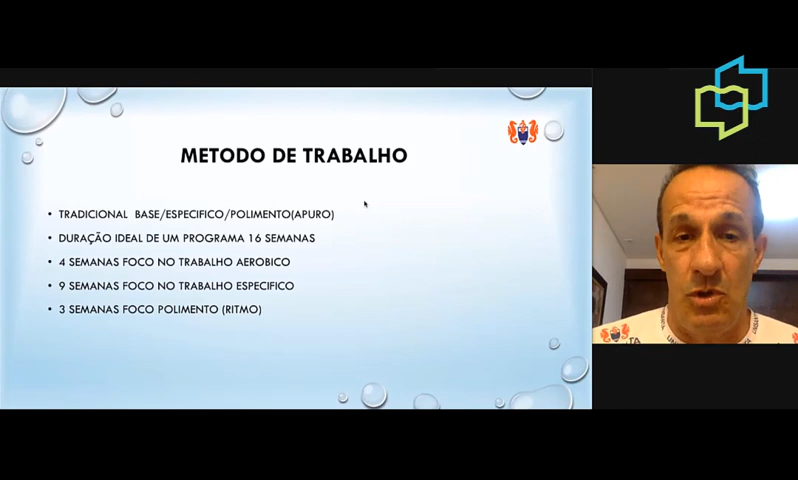 METODO DE TRABALHO
• TRADICIONAL BASE/ESPECIFICO/POLIMENTO(APURO)
• DURAÇÃO IDEAL DE UM PROGRAMA 16 SEMANAS
• 4 SEMANAS FOCO NO TRABALHO AEROBICO
• 9 SEMANAS FOCO NO TRABALHO ESPECIFICO
• 3 SEMANAS FOCO POLIMENTO (RITMO)